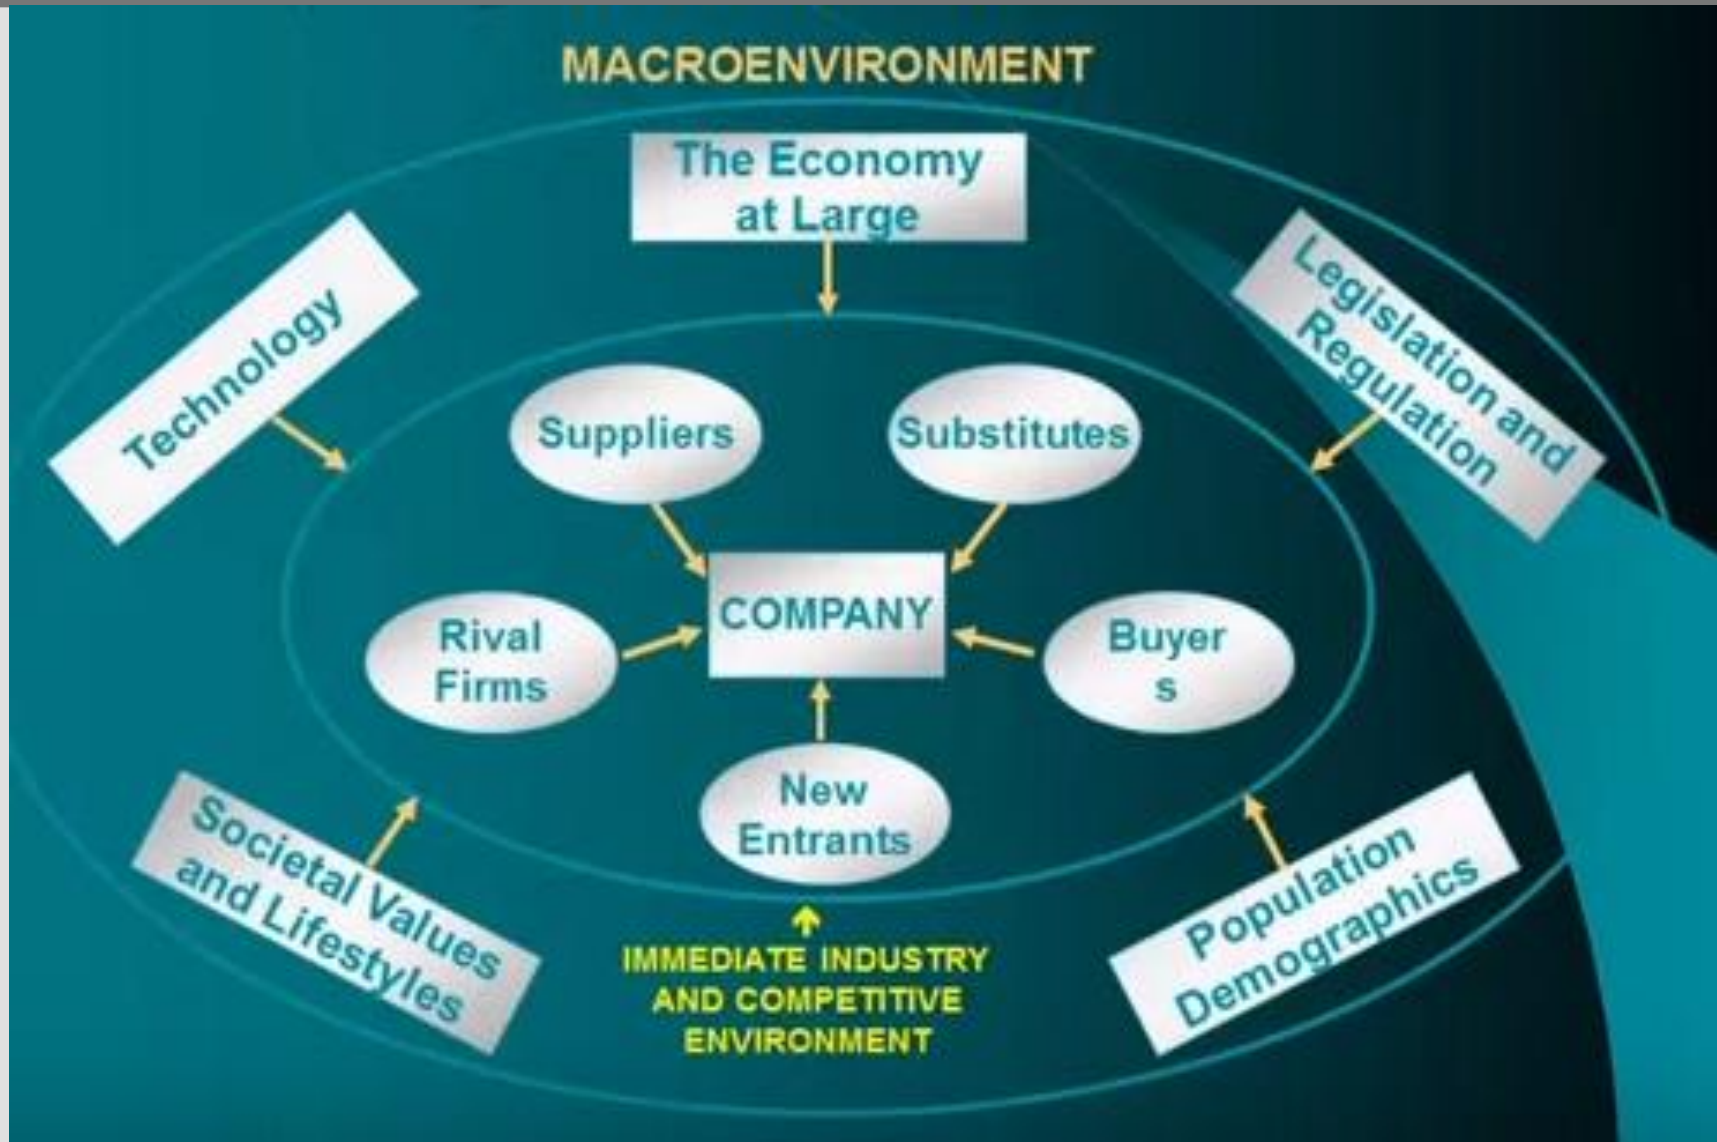 MACROENVIRONMENT
The Economy
at Large
Technology
Legislation and
Regulation
Suppliers
Substitutes
COMPANY
Rival
Firms
Buyer
s
New
Entrants
Societal Values
and Lifestyles
Population
Demographics
IMMEDIATE INDUSTRY
AND COMPETITIVE
ENVIRONMENT